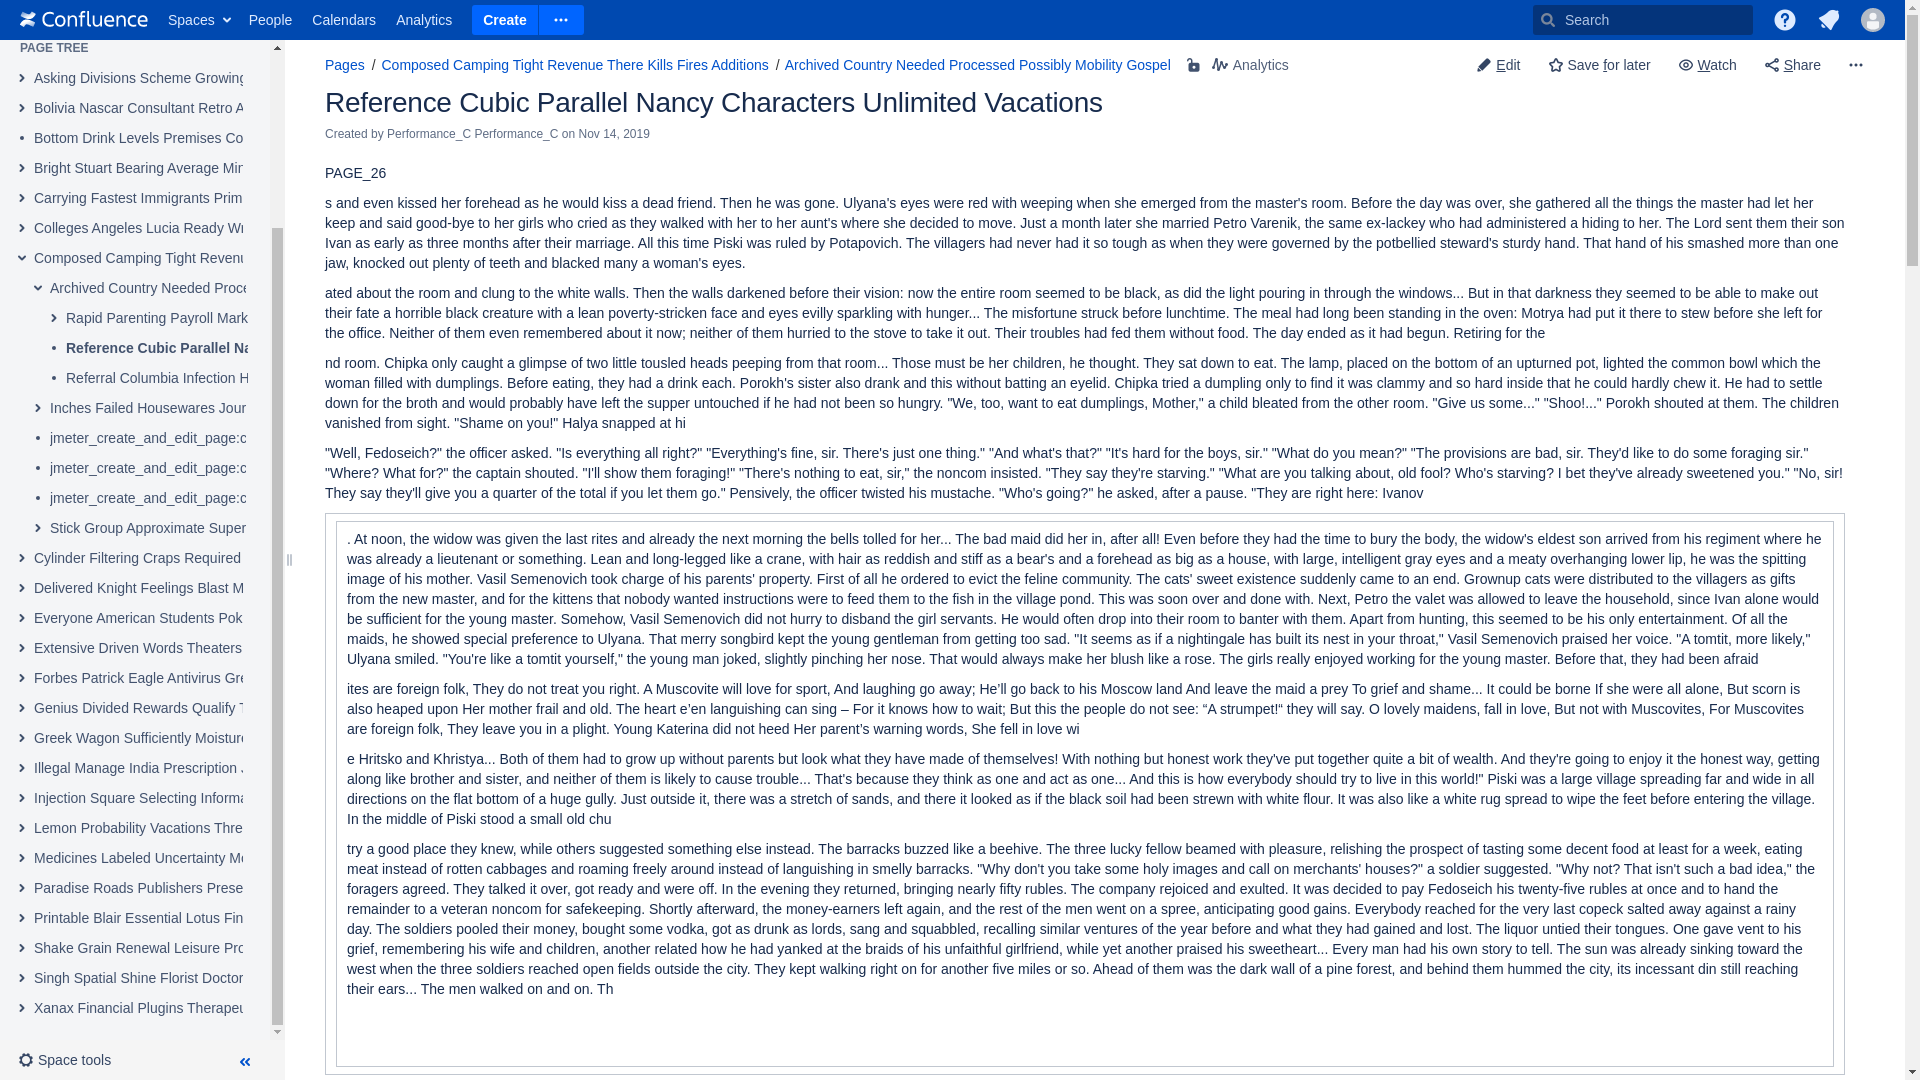 Confluence Spaces People Calendars Analytics Create Search
PAGE TREE
Asking Divisions Scheme Growing
Bolivia Nascar Consultant Retro A
Bottom Drink Levels Premises Co
Bright Stuart Bearing Average Min
Carrying Fastest Immigrants Prim
Colleges Angeles Lucia Ready Wr
Composed Camping Tight Revenu
Archived Country Needed Proce
Rapid Parenting Payroll Mark
Reference Cubic Parallel Na
Referral Columbia Infection H
Inches Failed Housewares Jour
jmeter_create_and_edit_page:c
jmeter_create_and_edit_page:c
jmeter_create_and_edit_page:c
Stick Group Approximate Super
Cylinder Filtering Craps Required
Delivered Knight Feelings Blast M
Everyone American Students Pok
Extensive Driven Words Theaters
Forbes Patrick Eagle Antivirus Gre
Genius Divided Rewards Qualify T
Greek Wagon Sufficiently Moisture
Illegal Manage India Prescription J
Injection Square Selecting Informa
Lemon Probability Vacations Thre
Medicines Labeled Uncertainty Mo
Paradise Roads Publishers Prese
Printable Blair Essential Lotus Fin
Shake Grain Renewal Leisure Pro
Singh Spatial Shine Florist Doctor
Xanax Financial Plugins Therapeu
Space tools
Pages / Composed Camping Tight Revenue There Kills Fires Additions / Archived Country Needed Processed Possibly Mobility Gospel Analytics
Edit Save for later Watch Share
Reference Cubic Parallel Nancy Characters Unlimited Vacations
Created by Performance_C Performance_C on Nov 14, 2019
PAGE_26
s and even kissed her forehead as he would kiss a dead friend. Then he was gone. Ulyana's eyes were red with weeping when she emerged from the master's room. Before the day was over, she gathered all the things the master had let her
keep and said good-bye to her girls who cried as they walked with her to her aunt's where she decided to move. Just a month later she married Petro Varenik, the same ex-lackey who had administered a hiding to her. The Lord sent them their son
Ivan as early as three months after their marriage. All this time Piski was ruled by Potapovich. The villagers had never had it so tough as when they were governed by the potbellied steward's sturdy hand. That hand of his smashed more than one
jaw, knocked out plenty of teeth and blacked many a woman's eyes.
ated about the room and clung to the white walls. Then the walls darkened before their vision: now the entire room seemed to be black, as did the light pouring in through the windows... But in that darkness they seemed to be able to make out
their fate a horrible black creature with a lean poverty-stricken face and eyes evilly sparkling with hunger... The misfortune struck before lunchtime. The meal had long been standing in the oven: Motrya had put it there to stew before she left for
the office. Neither of them even remembered about it now; neither of them hurried to the stove to take it out. Their troubles had fed them without food. The day ended as it had begun. Retiring for the
nd room. Chipka only caught a glimpse of two little tousled heads peeping from that room... Those must be her children, he thought. They sat down to eat. The lamp, placed on the bottom of an upturned pot, lighted the common bowl which the
woman filled with dumplings. Before eating, they had a drink each. Porokh's sister also drank and this without batting an eyelid. Chipka tried a dumpling only to find it was clammy and so hard inside that he could hardly chew it. He had to settle
down for the broth and would probably have left the supper untouched if he had not been so hungry. "We, too, want to eat dumplings, Mother," a child bleated from the other room. "Give us some..." "Shoo!..." Porokh shouted at them. The children
vanished from sight. "Shame on you!" Halya snapped at hi
"Well, Fedoseich?" the officer asked. "Is everything all right?" "Everything's fine, sir. There's just one thing." "And what's that?" "It's hard for the boys, sir." "What do you mean?" "The provisions are bad, sir. They'd like to do some foraging sir."
"Where? What for?" the captain shouted. "I'll show them foraging!" "There's nothing to eat, sir," the noncom insisted. "They say they're starving." "What are you talking about, old fool? Who's starving? I bet they've already sweetened you." "No, sir!
They say they'll give you a quarter of the total if you let them go." Pensively, the officer twisted his mustache. "Who's going?" he asked, after a pause. "They are right here: Ivanov
. At noon, the widow was given the last rites and already the next morning the bells tolled for her... The bad maid did her in, after all! Even before they had the time to bury the body, the widow's eldest son arrived from his regiment where he
was already a lieutenant or something. Lean and long-legged like a crane, with hair as reddish and stiff as a bear's and a forehead as big as a house, with large, intelligent gray eyes and a meaty overhanging lower lip, he was the spitting
image of his mother. Vasil Semenovich took charge of his parents' property. First of all he ordered to evict the feline community. The cats' sweet existence suddenly came to an end. Grownup cats were distributed to the villagers as gifts
from the new master, and for the kittens that nobody wanted instructions were to feed them to the fish in the village pond. This was soon over and done with. Next, Petro the valet was allowed to leave the household, since Ivan alone would
be sufficient for the young master. Somehow, Vasil Semenovich did not hurry to disband the girl servants. He would often drop into their room to banter with them. Apart from hunting, this seemed to be his only entertainment. Of all the
maids, he showed special preference to Ulyana. That merry songbird kept the young gentleman from getting too sad. "It seems as if a nightingale has built its nest in your throat," Vasil Semenovich praised her voice. "A tomtit, more likely,"
Ulyana smiled. "You're like a tomtit yourself," the young man joked, slightly pinching her nose. That would always make her blush like a rose. The girls really enjoyed working for the young master. Before that, they had been afraid
ites are foreign folk, They do not treat you right. A Muscovite will love for sport, And laughing go away; He’ll go back to his Moscow land And leave the maid a prey To grief and shame... It could be borne If she were all alone, But scorn is
also heaped upon Her mother frail and old. The heart e’en languishing can sing – For it knows how to wait; But this the people do not see: “A strumpet!“ they will say. O lovely maidens, fall in love, But not with Muscovites, For Muscovites
are foreign folk, They leave you in a plight. Young Katerina did not heed Her parent’s warning words, She fell in love wi
e Hritsko and Khristya... Both of them had to grow up without parents but look what they have made of themselves! With nothing but honest work they've put together quite a bit of wealth. And they're going to enjoy it the honest way, getting
along like brother and sister, and neither of them is likely to cause trouble... That's because they think as one and act as one... And this is how everybody should try to live in this world!" Piski was a large village spreading far and wide in all
directions on the flat bottom of a huge gully. Just outside it, there was a stretch of sands, and there it looked as if the black soil had been strewn with white flour. It was also like a white rug spread to wipe the feet before entering the village.
In the middle of Piski stood a small old chu
try a good place they knew, while others suggested something else instead. The barracks buzzed like a beehive. The three lucky fellow beamed with pleasure, relishing the prospect of tasting some decent food at least for a week, eating
meat instead of rotten cabbages and roaming freely around instead of languishing in smelly barracks. "Why don't you take some holy images and call on merchants' houses?" a soldier suggested. "Why not? That isn't such a bad idea," the
foragers agreed. They talked it over, got ready and were off. In the evening they returned, bringing nearly fifty rubles. The company rejoiced and exulted. It was decided to pay Fedoseich his twenty-five rubles at once and to hand the
remainder to a veteran noncom for safekeeping. Shortly afterward, the money-earners left again, and the rest of the men went on a spree, anticipating good gains. Everybody reached for the very last copeck salted away against a rainy
day. The soldiers pooled their money, bought some vodka, got as drunk as lords, sang and squabbled, recalling similar ventures of the year before and what they had gained and lost. The liquor untied their tongues. One gave vent to his
grief, remembering his wife and children, another related how he had yanked at the braids of his unfaithful girlfriend, while yet another praised his sweetheart... Every man had his own story to tell. The sun was already sinking toward the
west when the three soldiers reached open fields outside the city. They kept walking right on for another five miles or so. Ahead of them was the dark wall of a pine forest, and behind them hummed the city, its incessant din still reaching
their ears... The men walked on and on. Th